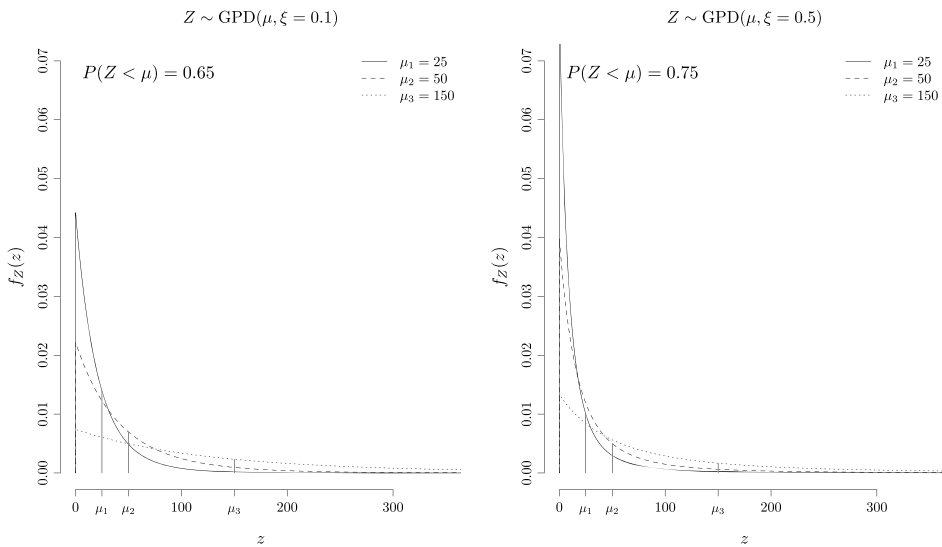 Z ∼ GPD(μ, ξ = 0.1)
P(Z < μ) = 0.65
μ₁ = 25
μ₂ = 50
μ₃ = 150
f_Z(z)
0.07
0.06
0.05
0.04
0.03
0.02
0.01
0.00
0 μ₁ μ₂ 100 μ₃ 200 300
z
Z ∼ GPD(μ, ξ = 0.5)
P(Z < μ) = 0.75
μ₁ = 25
μ₂ = 50
μ₃ = 150
f_Z(z)
0.07
0.06
0.05
0.04
0.03
0.02
0.01
0.00
0 μ₁ μ₂ 100 μ₃ 200 300
z